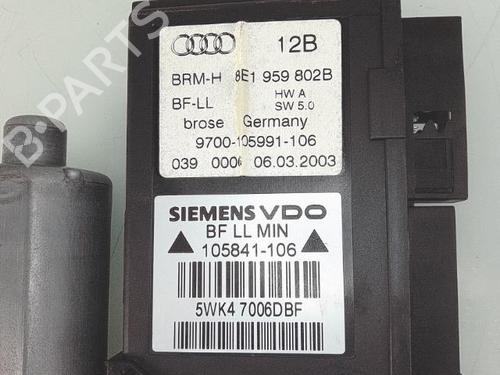 12B
BRM-H 8E1 959 802B
BF-LL HW A
SW 5.0
brose Germany
9700-105991-106
039 0006 06.03.2003
SIEMENS VDO
BF LL MIN
105841-106
5WK4 7006DBF
B-PARTS